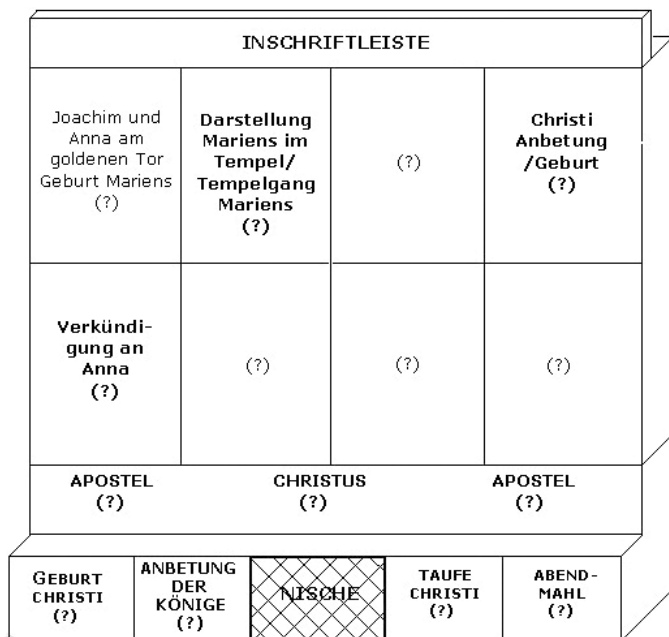 INSCHRIFTLEISTE
Joachim und
Anna am
goldenen Tor
Geburt Mariens
(?)
Darstellung
Mariens im
Tempel/
Tempelgang
Mariens
(?)
(?)
Christi
Anbetung
/Geburt
(?)
Verkündi-
gung an
Anna
(?)
(?)
(?)
(?)
APOSTEL
(?)
CHRISTUS
(?)
APOSTEL
(?)
GEBURT
CHRISTI
(?)
ANBETUNG
DER
KÖNIGE
(?)
NISCHE
TAUFE
CHRISTI
(?)
ABEND-
MAHL
(?)